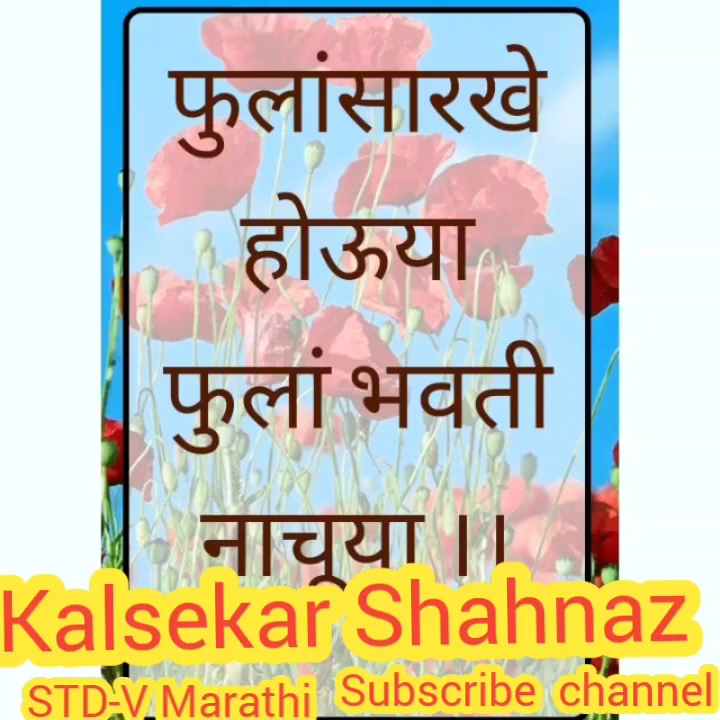 फुलांसारखे
होऊया
फुलां भवती
नाचूया ।।
Kalsekar Shahnaz
STD-V Marathi Subscribe channel